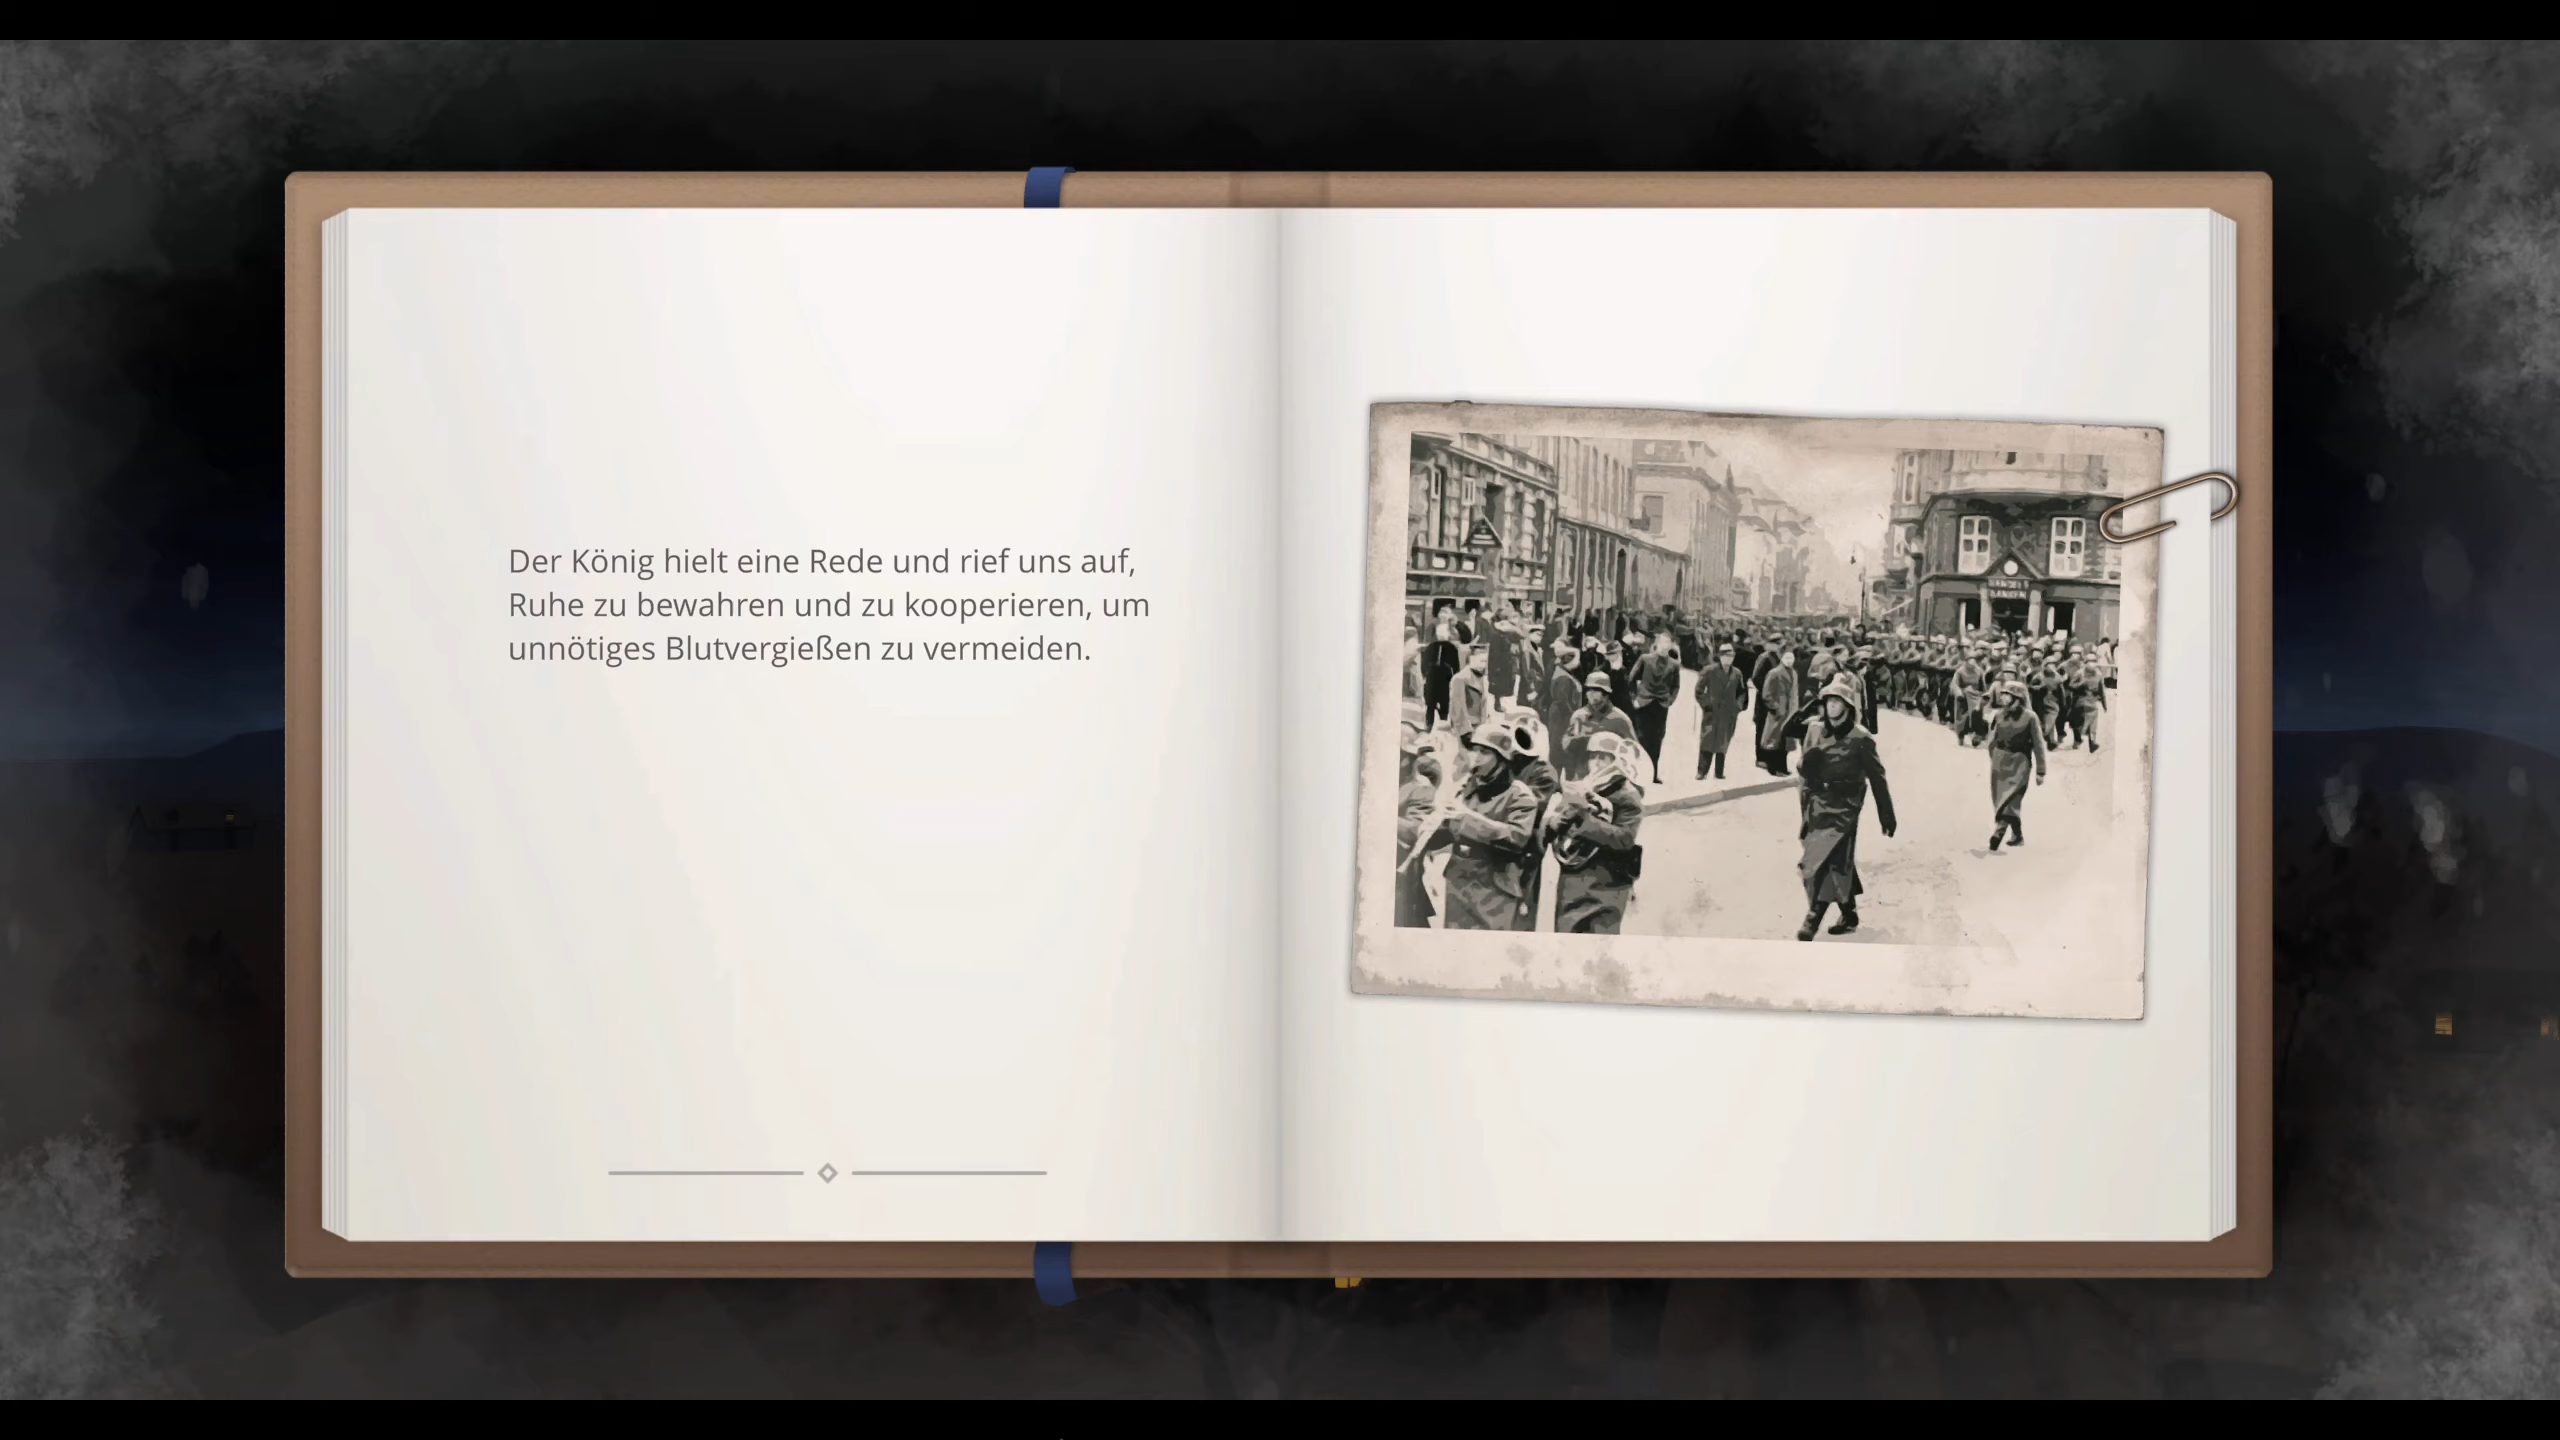 Der König hielt eine Rede und rief uns auf,
Ruhe zu bewahren und zu kooperieren, um
unnötiges Blutvergießen zu vermeiden.